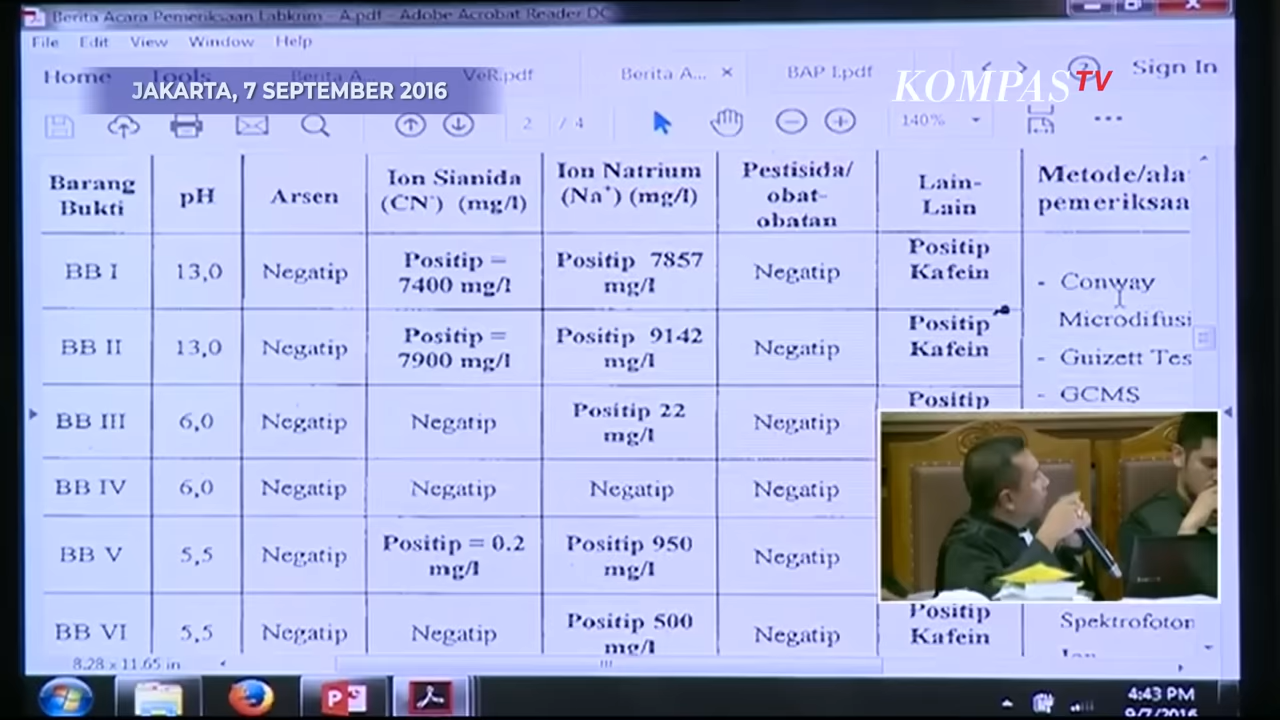 Berita Acara Pemeriksaan Labkrim - A.pdf - Adobe Acrobat Reader DC
File Edit View Window Help
Home Tools Berita A... VeR.pdf Berita A... × BAP I.pdf ? Sign In
JAKARTA, 7 SEPTEMBER 2016
KOMPAS TV
2 / 4 140%
Barang
Bukti
pH
Arsen
Ion Sianida
(CN-) (mg/l)
Ion Natrium
(Na+) (mg/l)
Pestisida/
obat-
obatan
Lain-
Lain
Metode/ala
pemeriksaa
BB I
13,0
Negatip
Positip =
7400 mg/l
Positip 7857
mg/l
Negatip
Positip
Kafein
- Conway
Microdifusi
- Guizett Tes
- GCMS
BB II
13,0
Negatip
Positip =
7900 mg/l
Positip 9142
mg/l
Negatip
Positip
Kafein
BB III
6,0
Negatip
Negatip
Positip 22
mg/l
Negatip
Positip
BB IV
6,0
Negatip
Negatip
Negatip
Negatip
BB V
5,5
Negatip
Positip = 0.2
mg/l
Positip 950
mg/l
Negatip
BB VI
5,5
Negatip
Negatip
Positip 500
mg/l
Negatip
Positip
Kafein
Spektrofoton
Ion
8.28 x 11.65 in
4:43 PM
9/7/2016